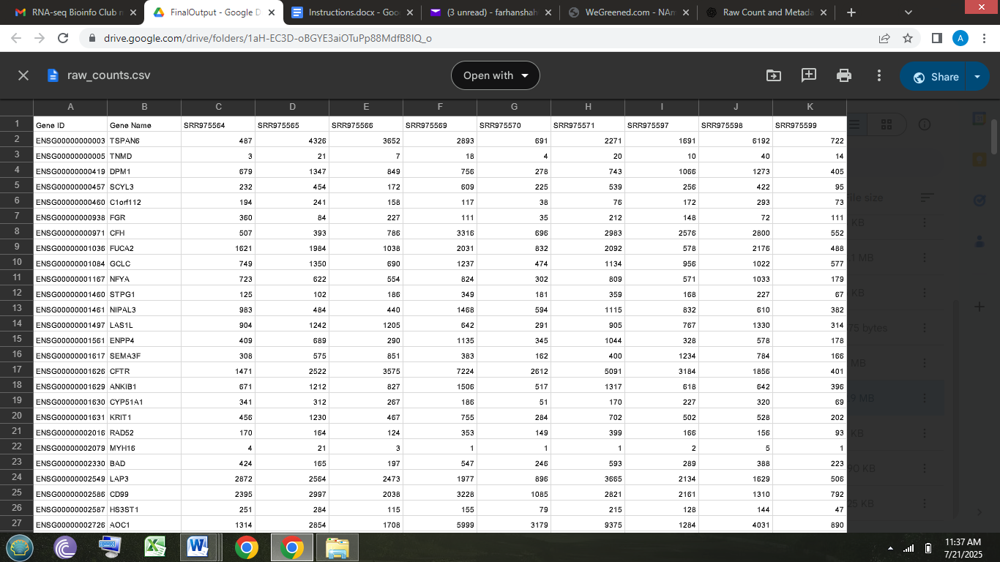 RNA-seq Bioinfo Club n
FinalOutput - Google D
Instructions.docx - Goo
(3 unread) - farhanshah
WeGreened.com - NAr
Raw Count and Metada
drive.google.com/drive/folders/1aH-EC3D-oBGYE3aiOTuPp88MdfB8IQ_o
A
raw_counts.csv
Open with
Share
A B C D E F G H I J K
1 Gene ID Gene Name SRR975564 SRR975565 SRR975566 SRR975569 SRR975570 SRR975571 SRR975597 SRR975598 SRR975599
2 ENSG00000000003 TSPAN6 487 4326 3652 2893 691 2271 1691 6192 722
3 ENSG00000000005 TNMD 3 21 7 18 4 20 10 40 14
4 ENSG00000000419 DPM1 679 1347 849 756 278 743 1066 1273 405
5 ENSG00000000457 SCYL3 232 454 172 609 225 539 256 422 95
6 ENSG00000000460 C1orf112 194 241 158 117 38 76 172 293 73
7 ENSG00000000938 FGR 360 84 227 111 35 212 148 72 111
8 ENSG00000000971 CFH 507 393 786 3316 696 2983 2576 2800 552
9 ENSG00000001036 FUCA2 1621 1984 1038 2031 832 2092 578 2176 488
10 ENSG00000001084 GCLC 749 1350 690 1237 474 1134 956 1022 577
11 ENSG00000001167 NFYA 723 622 554 824 302 809 571 1033 179
12 ENSG00000001460 STPG1 125 102 186 349 181 359 168 227 67
13 ENSG00000001461 NIPAL3 983 484 440 1468 594 1115 832 610 382
14 ENSG00000001497 LAS1L 904 1242 1205 642 291 905 767 1330 314
15 ENSG00000001561 ENPP4 409 689 290 1135 345 1044 328 578 178
16 ENSG00000001617 SEMA3F 308 575 851 383 162 400 1234 784 166
17 ENSG00000001626 CFTR 1471 2522 3575 7224 2612 5091 3184 1856 401
18 ENSG00000001629 ANKIB1 671 1212 827 1506 517 1317 618 642 396
19 ENSG00000001630 CYP51A1 341 312 267 186 51 170 227 320 69
20 ENSG00000001631 KRIT1 456 1230 467 755 284 702 502 528 202
21 ENSG00000002016 RAD52 170 164 124 353 149 399 166 156 93
22 ENSG00000002079 MYH16 4 21 3 1 1 1 2 5 1
23 ENSG00000002330 BAD 424 165 197 547 246 593 289 388 223
24 ENSG00000002549 LAP3 2872 2564 2473 1977 896 3665 2134 1629 506
25 ENSG00000002586 CD99 2395 2997 2038 3228 1085 2821 2161 1310 792
26 ENSG00000002587 HS3ST1 251 284 115 155 79 215 128 144 47
27 ENSG00000002726 AOC1 1314 2854 1708 5999 3179 9375 1284 4031 890
ile size
KB
.1 MB
KB
75 bytes
MB
9 MB
KB
90 KB
25 KB
11:37 AM
7/21/2025